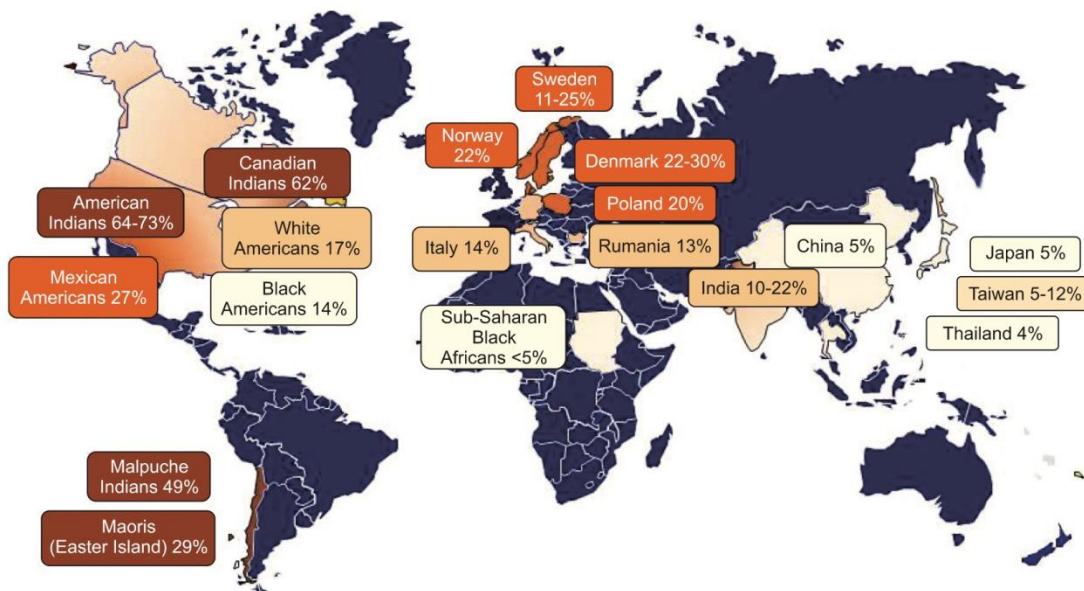 Sweden
11-25%
Norway
22%
Denmark 22-30%
Canadian
Indians 62%
American
Indians 64-73%
White
Americans 17%
Poland 20%
Italy 14%
Rumania 13%
China 5%
Japan 5%
Mexican
Americans 27%
Black
Americans 14%
India 10-22%
Taiwan 5-12%
Sub-Saharan
Black
Africans <5%
Thailand 4%
Malpuche
Indians 49%
Maoris
(Easter Island) 29%